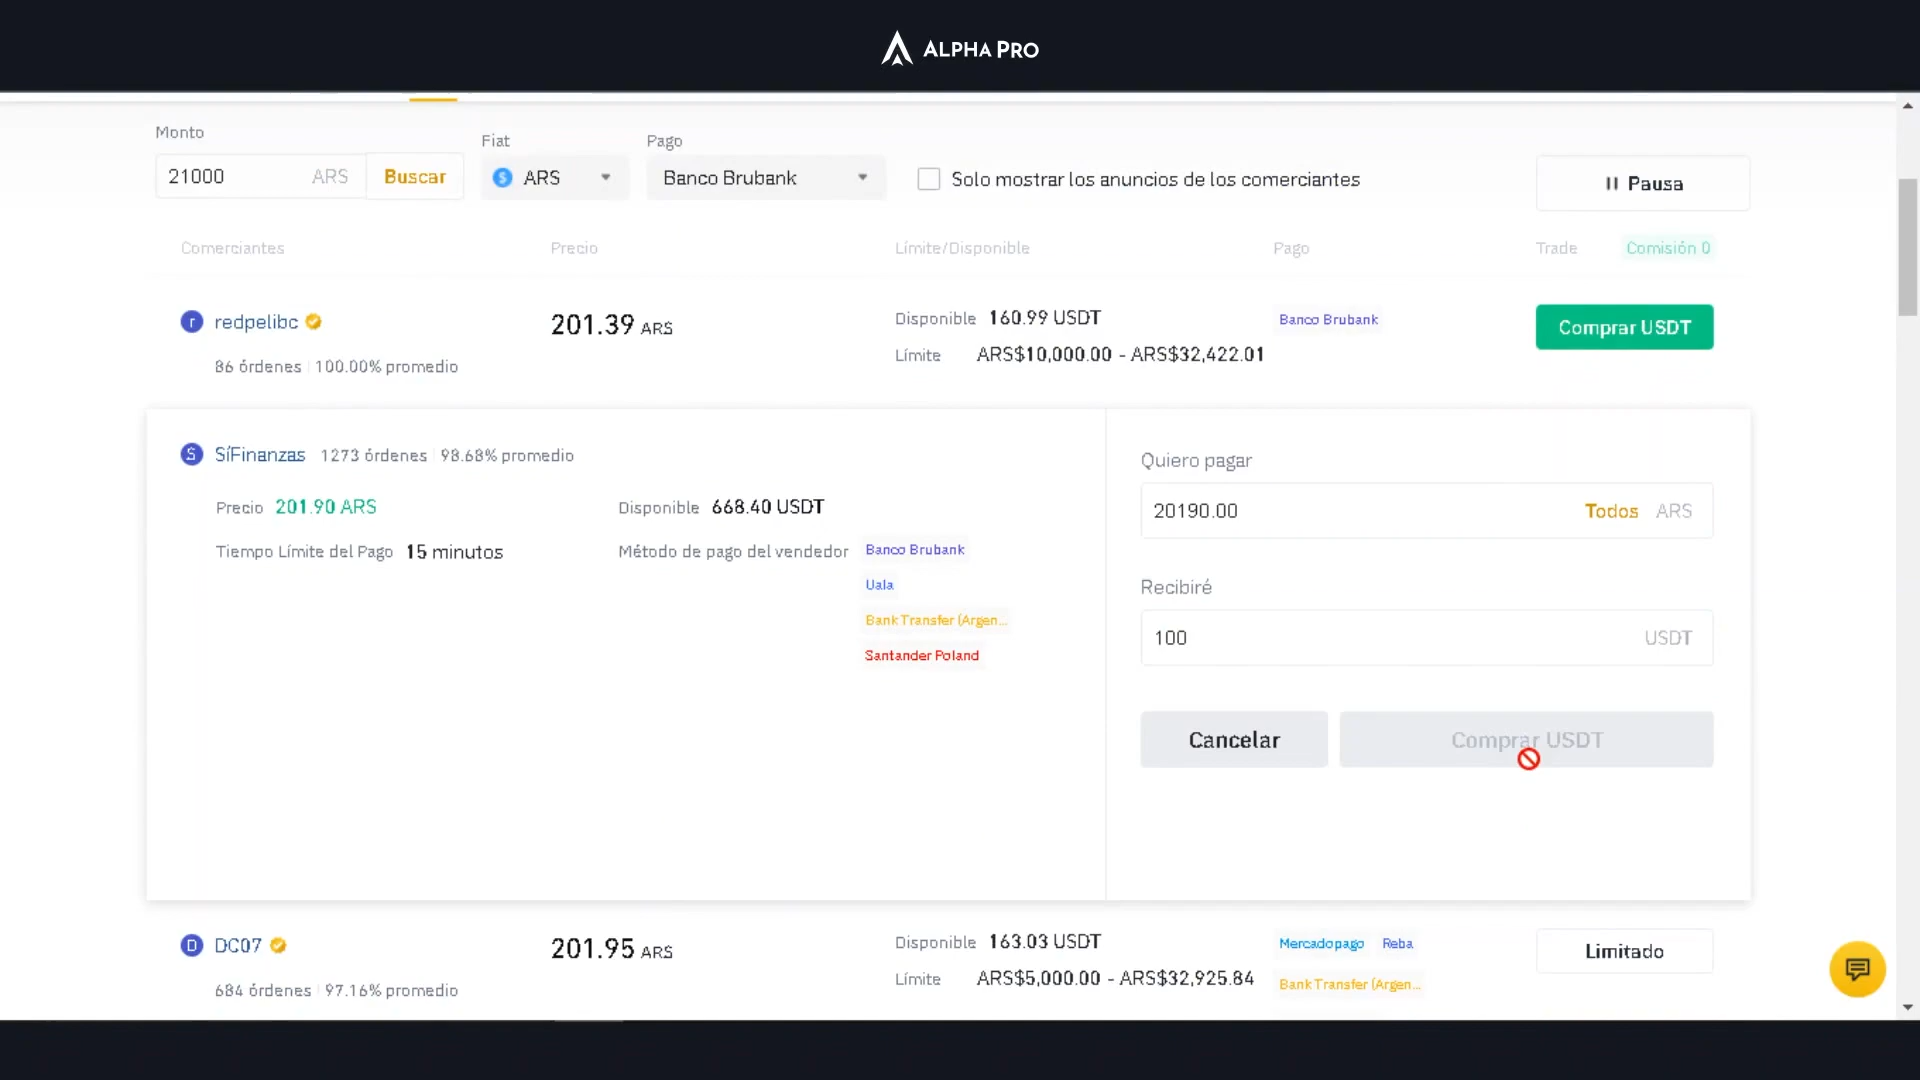 ALPHA PRO
Monto
Fiat
Pago
21000 ARS Buscar
ARS
Banco Brubank
Solo mostrar los anuncios de los comerciantes
Pausa
Comerciantes Precio Límite/Disponible Pago Trade Comisión 0
r redpelibc 201.39 ARS Disponible 160.99 USDT Banco Brubank Comprar USDT
86 órdenes 100.00% promedio Límite ARS$10,000.00 - ARS$32,422.01
S SíFinanzas 1273 órdenes 98.68% promedio
Precio 201.90 ARS Disponible 668.40 USDT
Tiempo Límite del Pago 15 minutos Método de pago del vendedor Banco Brubank
Uala
Bank Transfer (Argen...
Santander Poland
Quiero pagar
20190.00 Todos ARS
Recibiré
100 USDT
Cancelar Comprar USDT
D DC07 201.95 ARS Disponible 163.03 USDT Mercadopago Reba Limitado
684 órdenes 97.16% promedio Límite ARS$5,000.00 - ARS$32,925.84 Bank Transfer (Argen...